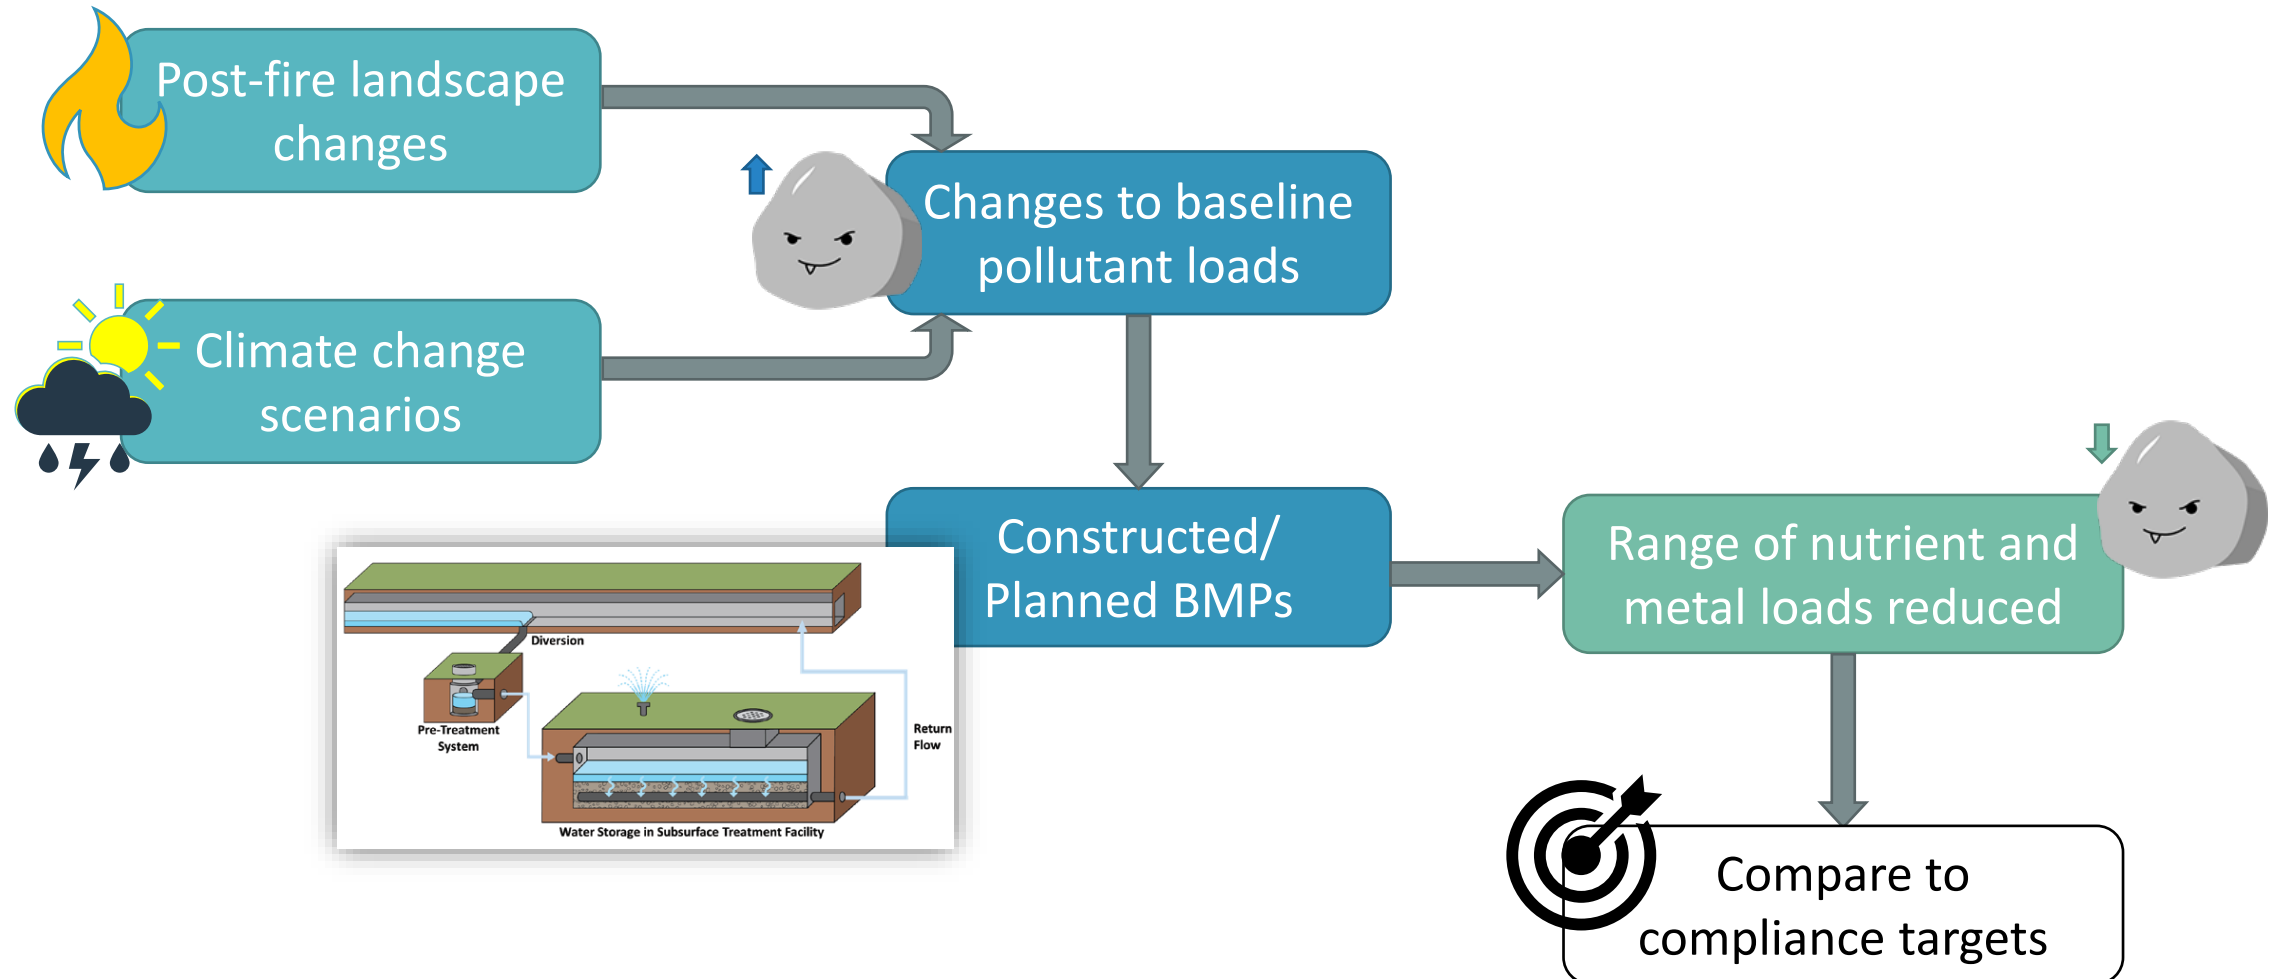 Post-fire landscape
changes
Changes to baseline
pollutant loads
Climate change
scenarios
Constructed/
Planned BMPs
Range of nutrient and
metal loads reduced
Diversion
Pre-Treatment
System
Return
Flow
Water Storage in Subsurface Treatment Facility
Compare to
compliance targets